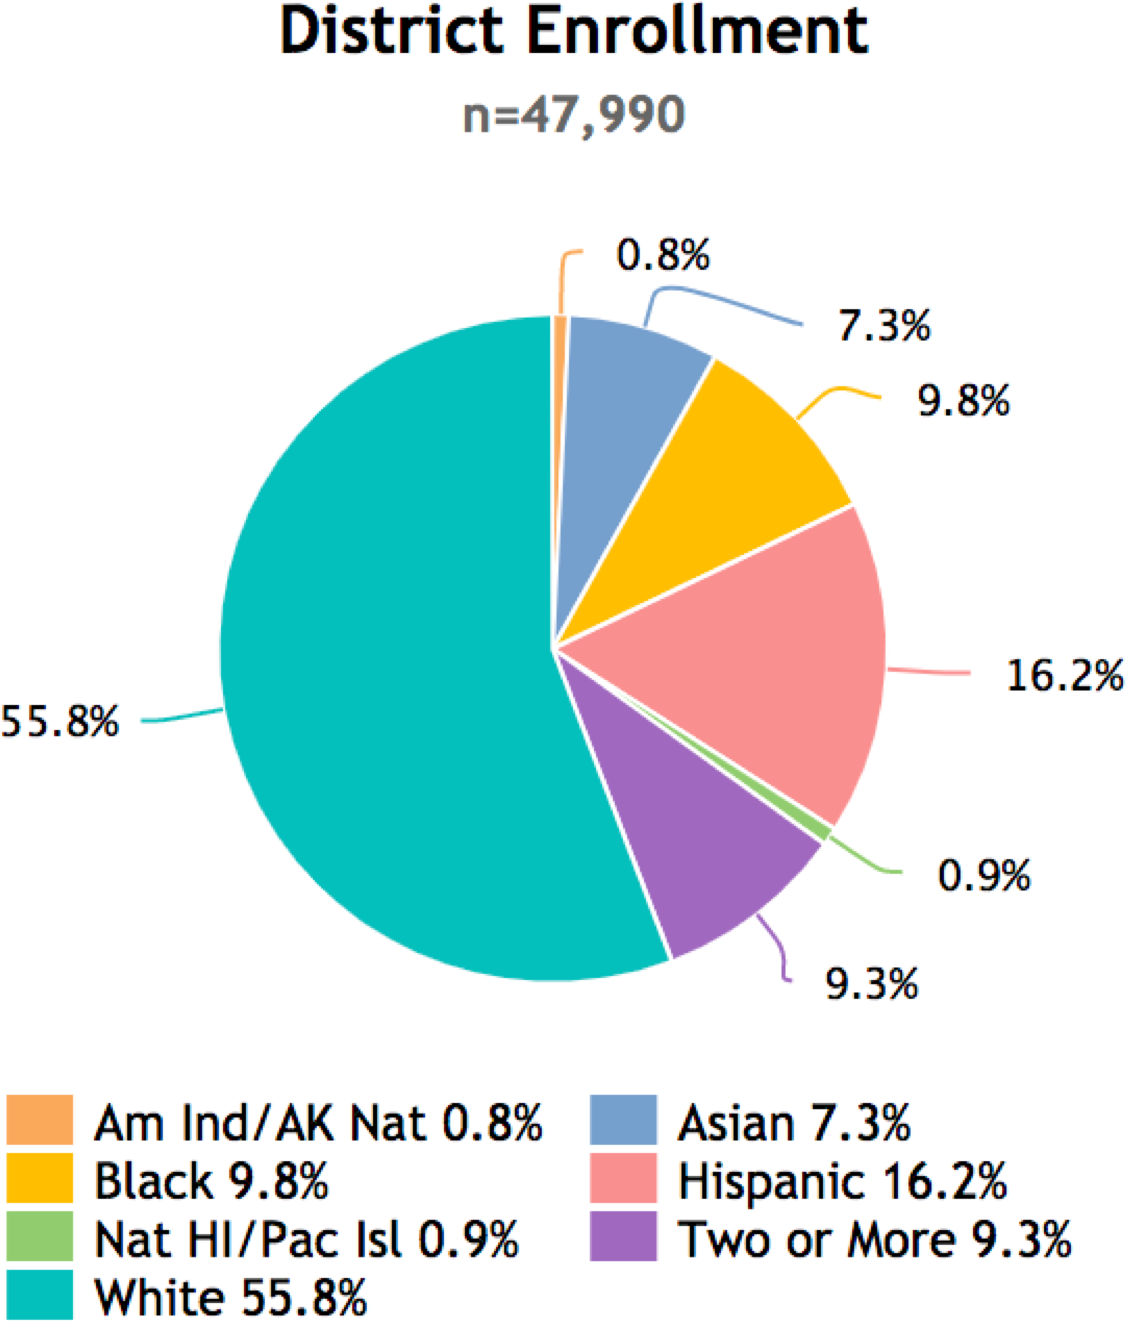 District Enrollment
n=47,990
0.8%
7.3%
9.8%
16.2%
55.8%
0.9%
9.3%
Am Ind/AK Nat 0.8%
Asian 7.3%
Black 9.8%
Hispanic 16.2%
Nat HI/Pac Isl 0.9%
Two or More 9.3%
White 55.8%